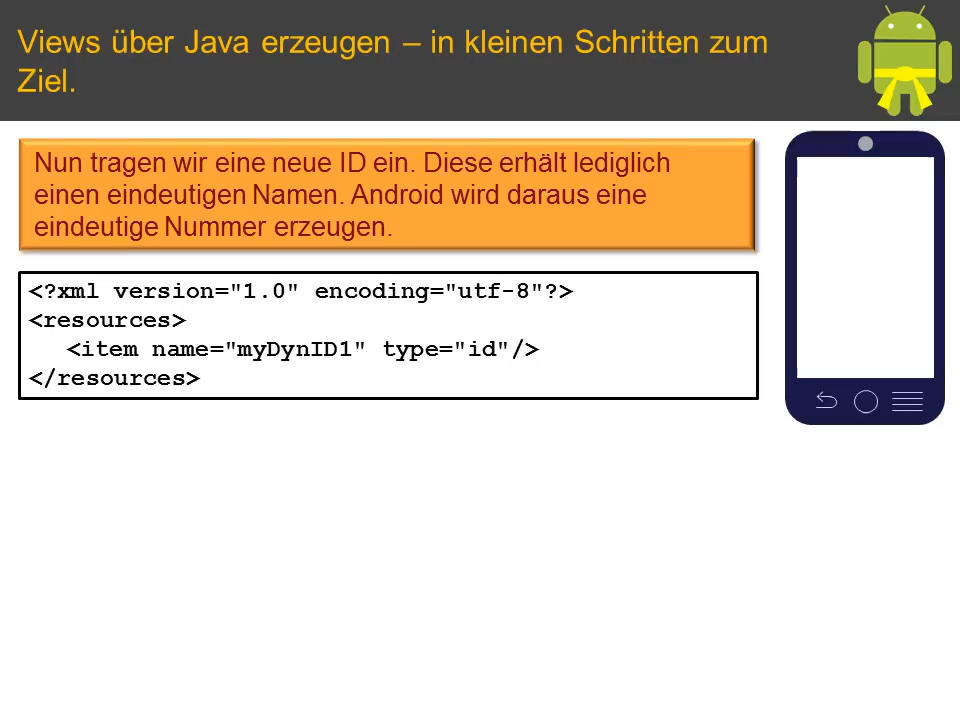 Views über Java erzeugen – in kleinen Schritten zum
Ziel.
Nun tragen wir eine neue ID ein. Diese erhält lediglich
einen eindeutigen Namen. Android wird daraus eine
eindeutige Nummer erzeugen.
<?xml version="1.0" encoding="utf-8"?>
<resources>
<item name="myDynID1" type="id"/>
</resources>